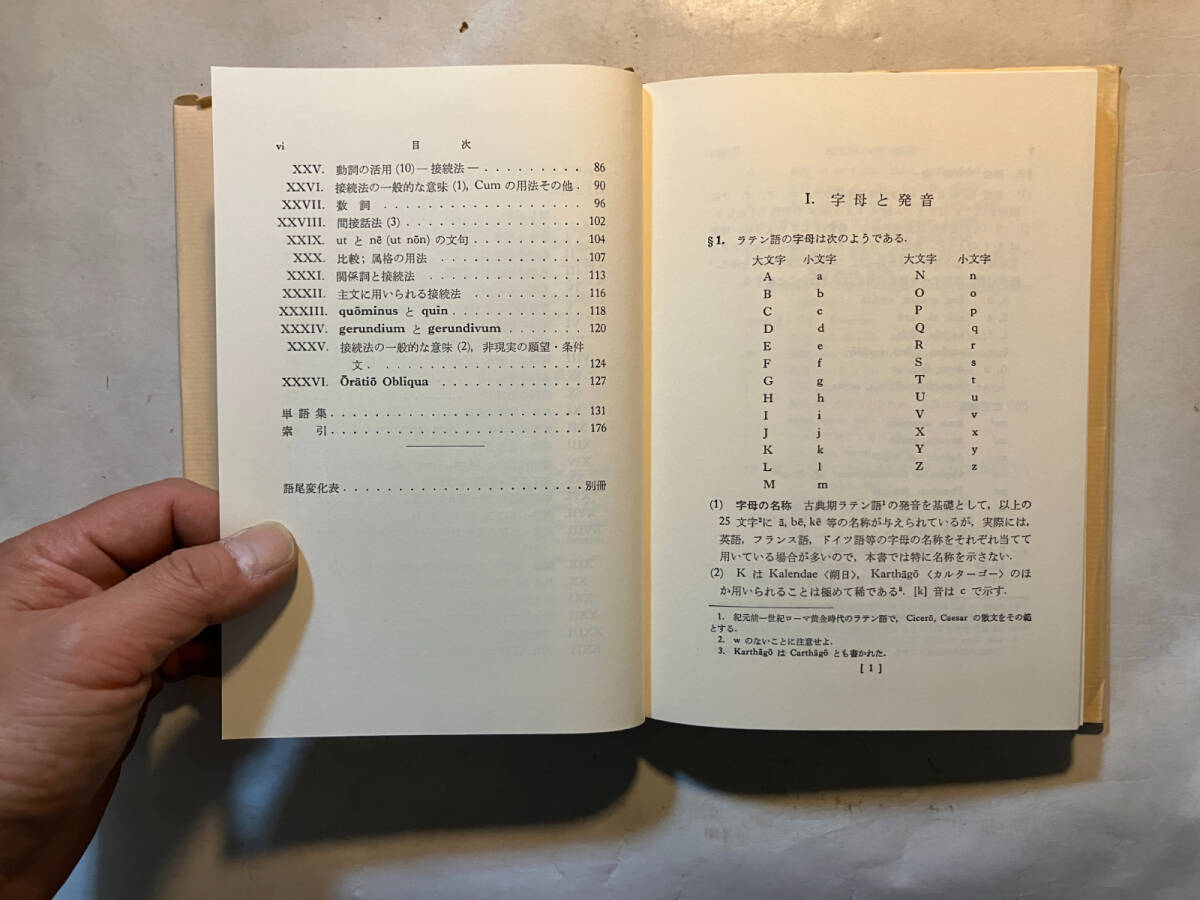 vi 目 次
XXV. 動詞の活用 (10) — 接続法 — . . . . . . . . . . 86
XXVI. 接続法の一般的な意味 (1), Cum の用法その他 . 90
XXVII. 数 詞 . . . . . . . . . . . . . . . . . . . 96
XXVIII. 間接話法 (3) . . . . . . . . . . . . . . . 102
XXIX. ut と nē (ut nōn) の文句 . . . . . . . . . . 104
XXX. 比較; 属格の用法 . . . . . . . . . . . . . 107
XXXI. 関係詞と接続法 . . . . . . . . . . . . . . 113
XXXII. 主文に用いられる接続法 . . . . . . . . . . 116
XXXIII. quōminus と quīn . . . . . . . . . . . . . 118
XXXIV. gerundium と gerundivum . . . . . . . . 120
XXXV. 接続法の一般的な意味 (2), 非現実の願望・条件
文 . . . . . . . . . . . . . . . . . . . . 124
XXXVI. Ōrātiō Oblīqua . . . . . . . . . . . . . . 127
単 語 集 . . . . . . . . . . . . . . . . . . . . . . 131
索 引 . . . . . . . . . . . . . . . . . . . . . . 176
語尾変化表 . . . . . . . . . . . . . . . . . . . . . 別冊
I. 字 母 と 発 音
§1. ラテン語の字母は次のようである.
大文字 小文字 大文字 小文字
A a N n
B b O o
C c P p
D d Q q
E e R r
F f S s
G g T t
H h U u
I i V v
J j X x
K k Y y
L l Z z
M m
(1) 字母の名称 古典期ラテン語¹の発音を基礎として, 以上の
25 文字²に ā, bē, kē 等の名称が与えられているが, 実際には,
英語, フランス語, ドイツ語等の字母の名称をそれぞれ当てて
用いている場合が多いので, 本書では特に名称を示さない.
(2) K は Kalendae 〈朔日〉, Karthāgō 〈カルターゴー〉 のほ
か用いられることは極めて稀である³. [k] 音は c で示す.
1. 紀元前一世紀ローマ黄金時代のラテン語で, Cicerō, Caesar の散文をその範
とする.
2. w のないことに注意せよ.
3. Karthāgō は Carthāgō とも書かれた.
[ 1 ]